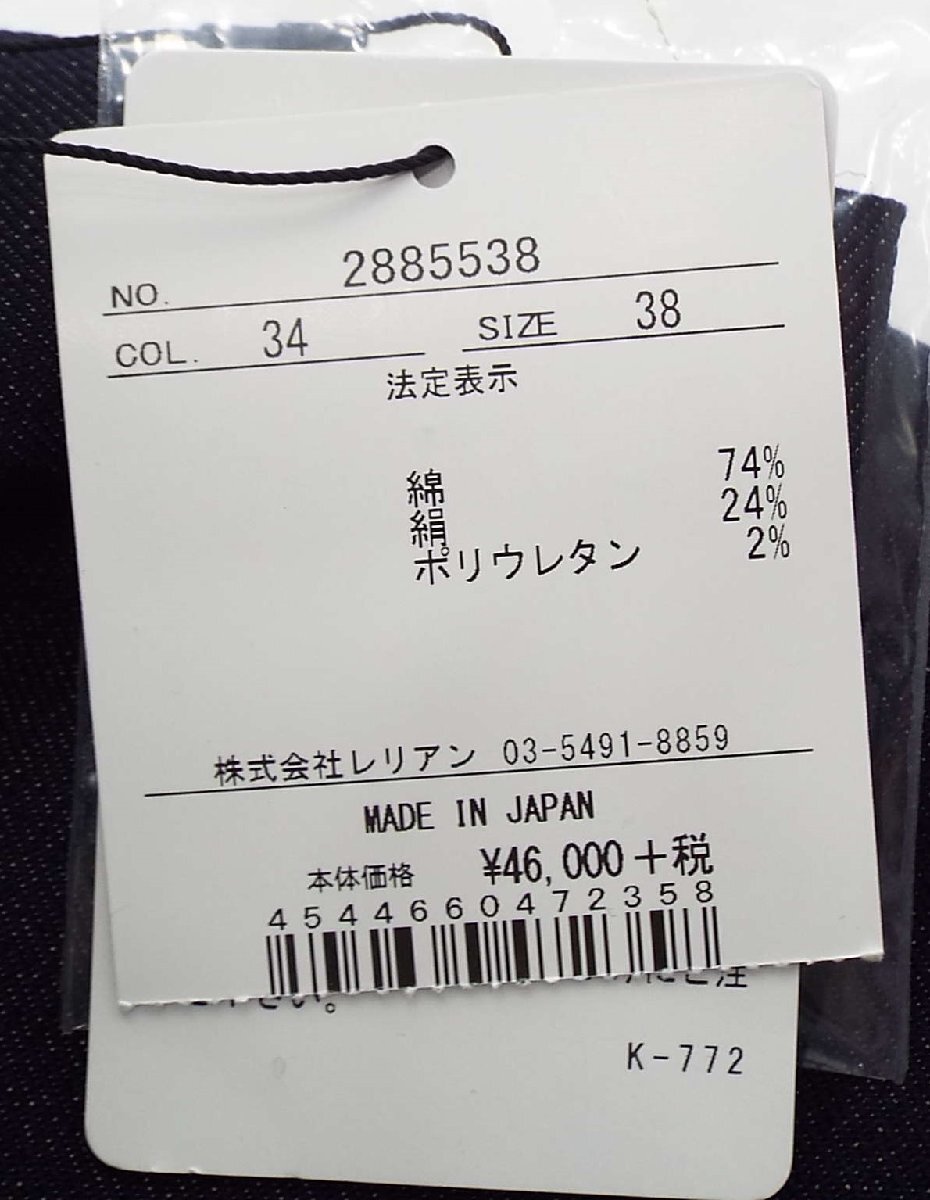 NO. 2885538
COL. 34 SIZE 38
法定表示
綿 74%
絹 24%
ポリウレタン 2%
株式会社レリアン 03-5491-8859
MADE IN JAPAN
本体価格 ¥46,000+税
4544660472358
K-772